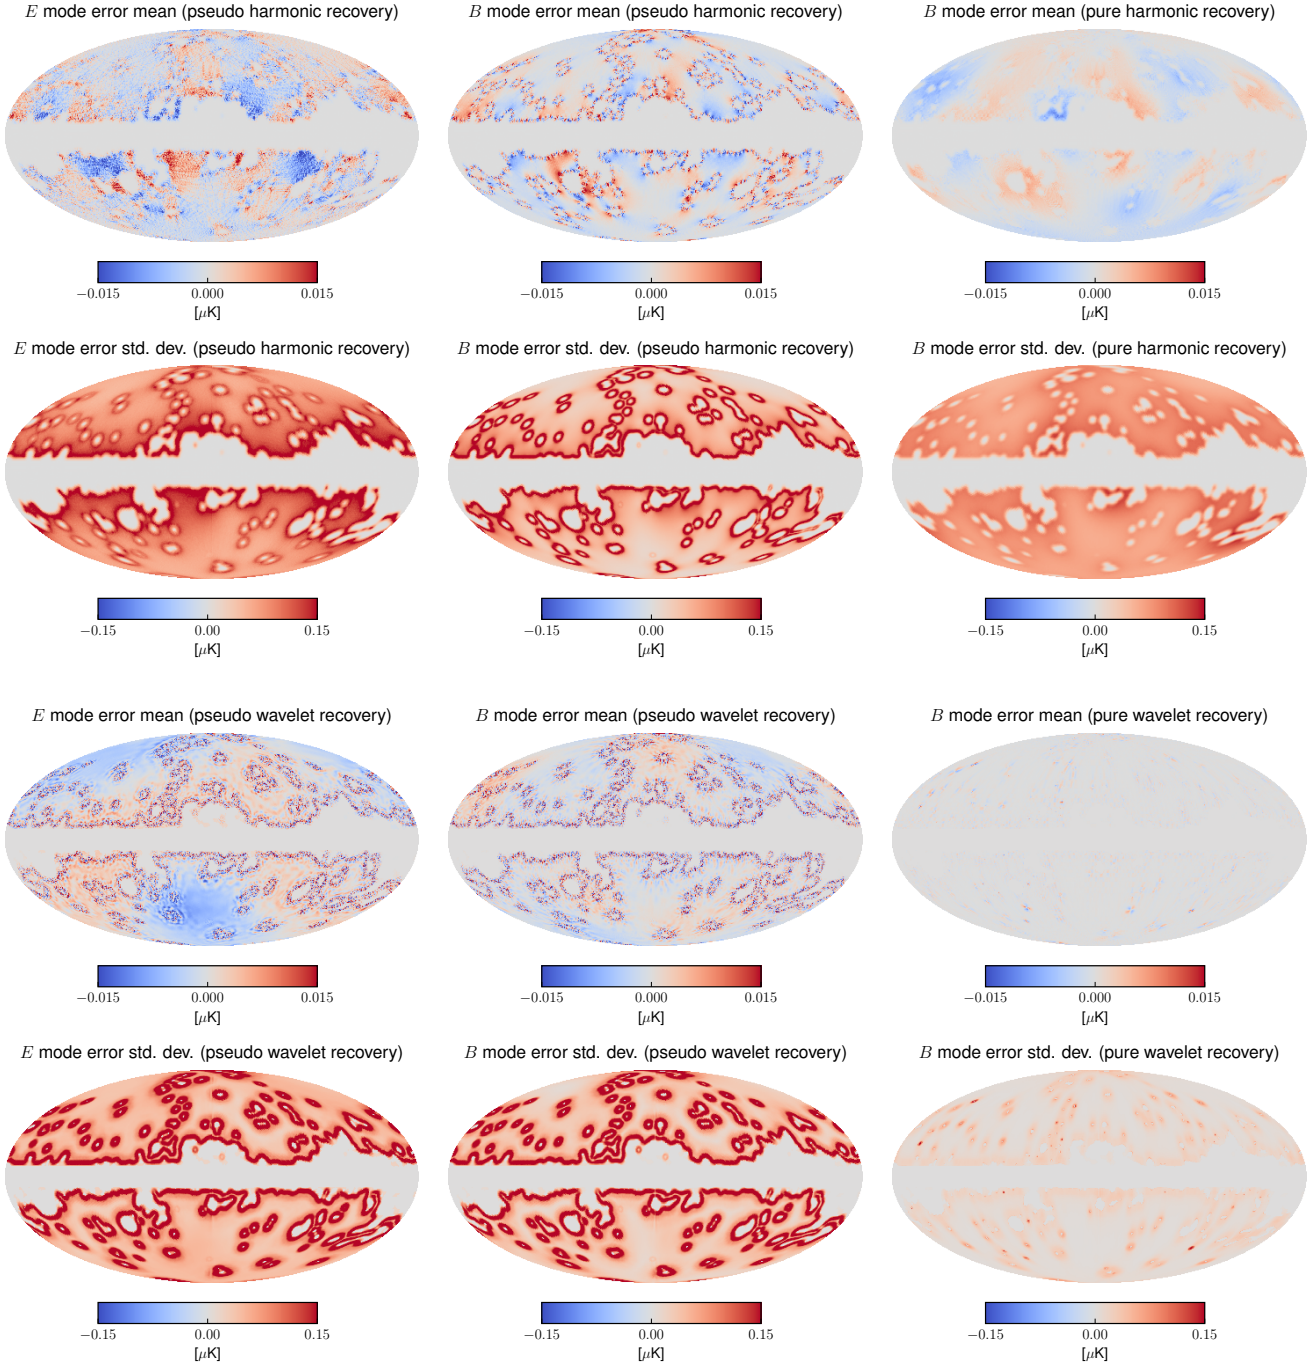 E mode error mean (pseudo harmonic recovery)
B mode error mean (pseudo harmonic recovery)
B mode error mean (pure harmonic recovery)
−0.015 0.000 0.015
[μK]
−0.015 0.000 0.015
[μK]
−0.015 0.000 0.015
[μK]
E mode error std. dev. (pseudo harmonic recovery)
B mode error std. dev. (pseudo harmonic recovery)
B mode error std. dev. (pure harmonic recovery)
−0.15 0.00 0.15
[μK]
−0.15 0.00 0.15
[μK]
−0.15 0.00 0.15
[μK]
E mode error mean (pseudo wavelet recovery)
B mode error mean (pseudo wavelet recovery)
B mode error mean (pure wavelet recovery)
−0.015 0.000 0.015
[μK]
−0.015 0.000 0.015
[μK]
−0.015 0.000 0.015
[μK]
E mode error std. dev. (pseudo wavelet recovery)
B mode error std. dev. (pseudo wavelet recovery)
B mode error std. dev. (pure wavelet recovery)
−0.15 0.00 0.15
[μK]
−0.15 0.00 0.15
[μK]
−0.15 0.00 0.15
[μK]